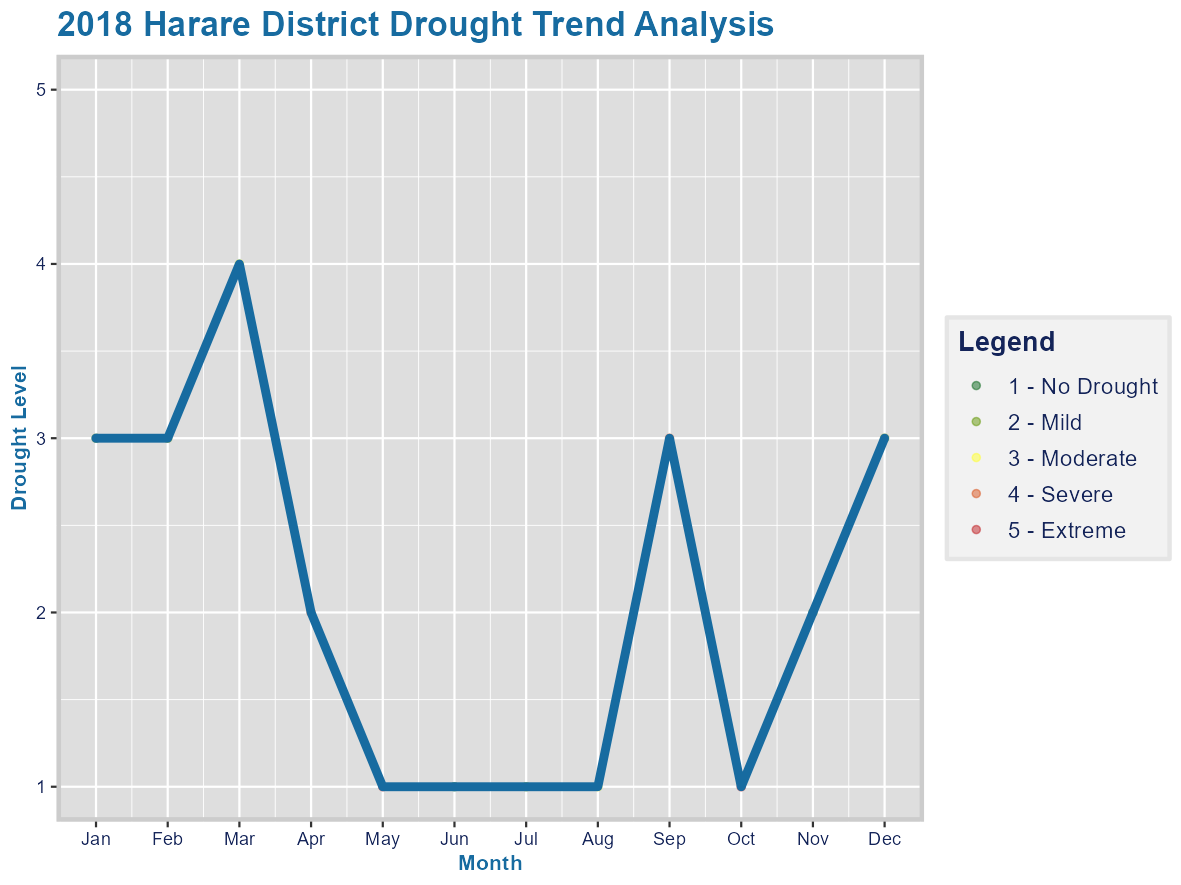 2018 Harare District Drought Trend Analysis
5
4
3
2
1
Drought Level
Jan Feb Mar Apr May Jun Jul Aug Sep Oct Nov Dec
Month
Legend
1 - No Drought
2 - Mild
3 - Moderate
4 - Severe
5 - Extreme